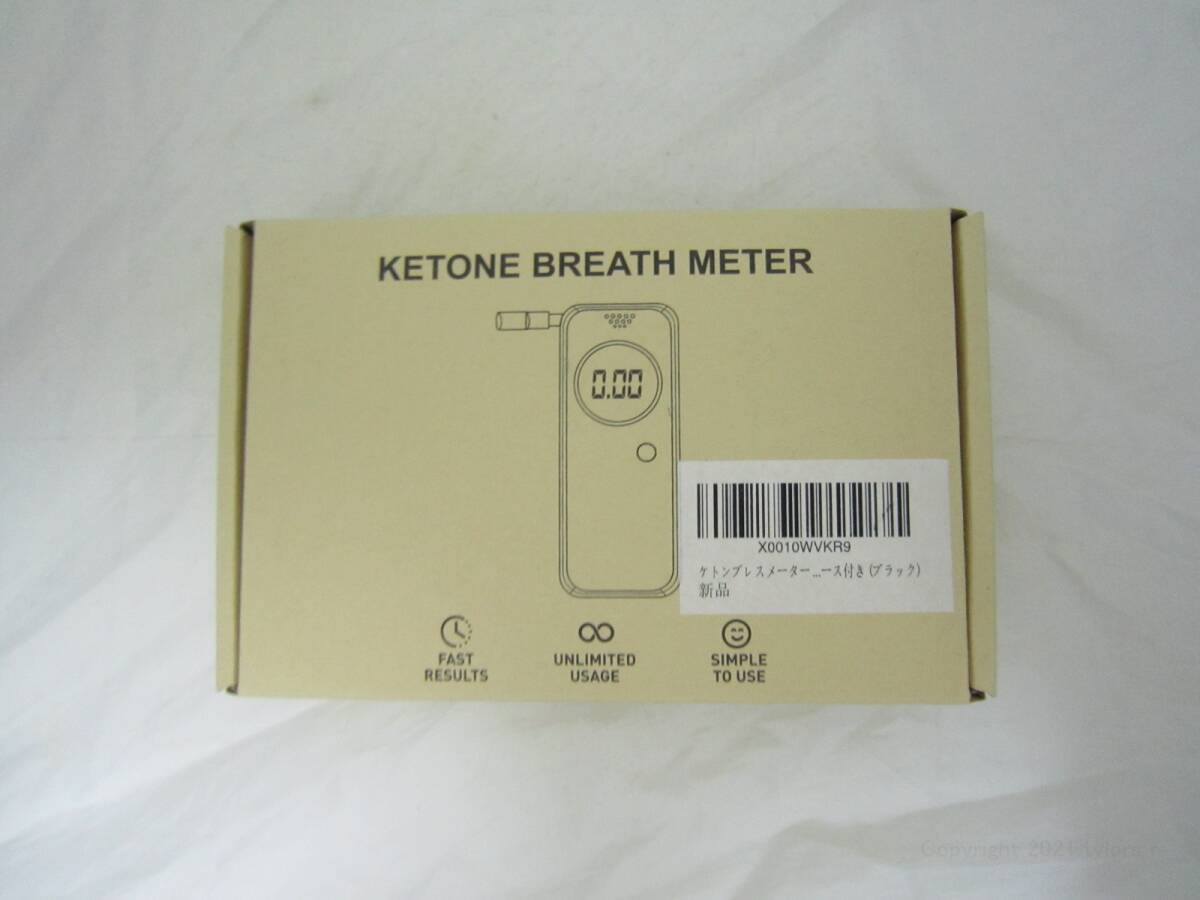 KETONE BREATH METER
0.00
X0010WVKR9
ケトンブレスメーター...ース付き (ブラック)
新品
FAST
RESULTS
UNLIMITED
USAGE
SIMPLE
TO USE
Copyright